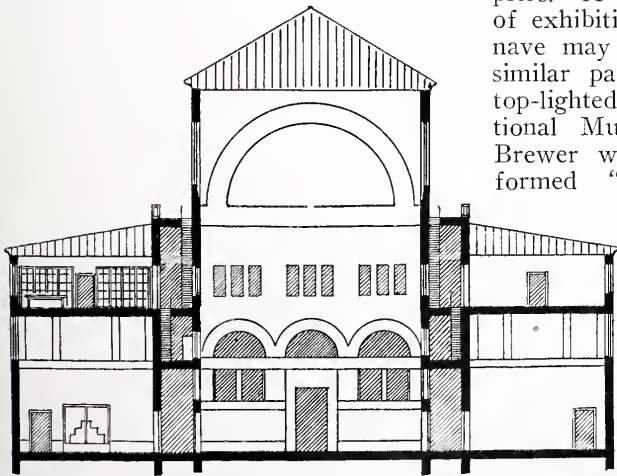 of exhibiti
nave may
similar pa
top-lighted
tional Mu
Brewer w
formed “